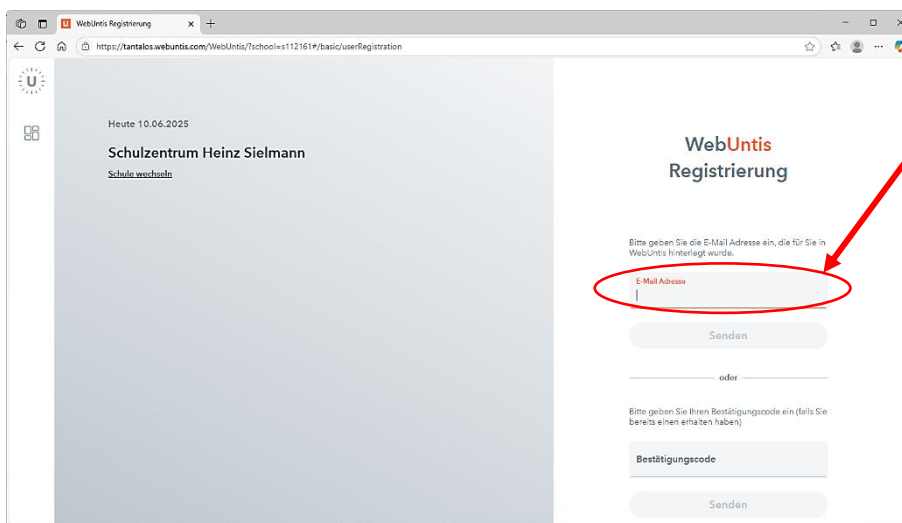 WebUntis Registrierung
https://tantalos.webuntis.com/WebUntis/?school=s112161#/basic/userRegistration
U
Heute 10.06.2025
Schulzentrum Heinz Sielmann
Schule wechseln
WebUntis
Registrierung
Bitte geben Sie die E-Mail Adresse ein, die für Sie in
WebUntis hinterlegt wurde.
E-Mail Adresse
Senden
oder
Bitte geben Sie Ihren Bestätigungscode ein (falls Sie
bereits einen erhalten haben)
Bestätigungscode
Senden